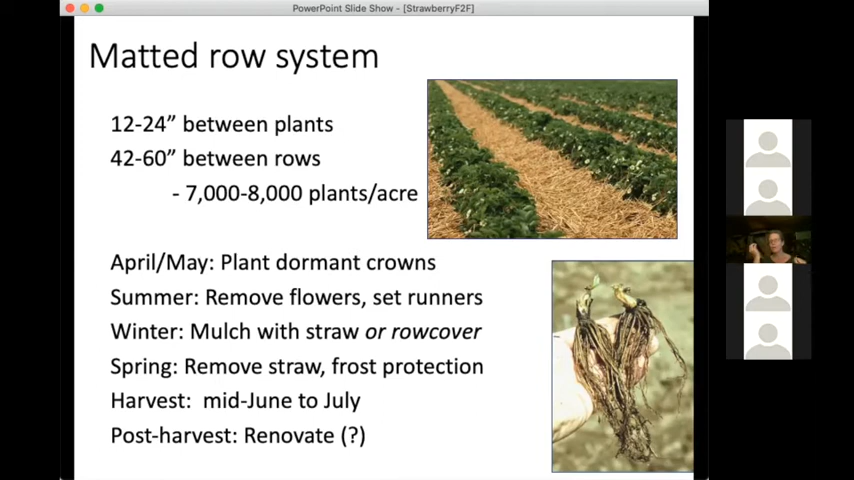 PowerPoint Slide Show - [StrawberryF2F]
Matted row system
12-24” between plants
42-60” between rows
- 7,000-8,000 plants/acre
April/May: Plant dormant crowns
Summer: Remove flowers, set runners
Winter: Mulch with straw or rowcover
Spring: Remove straw, frost protection
Harvest:  mid-June to July
Post-harvest: Renovate (?)